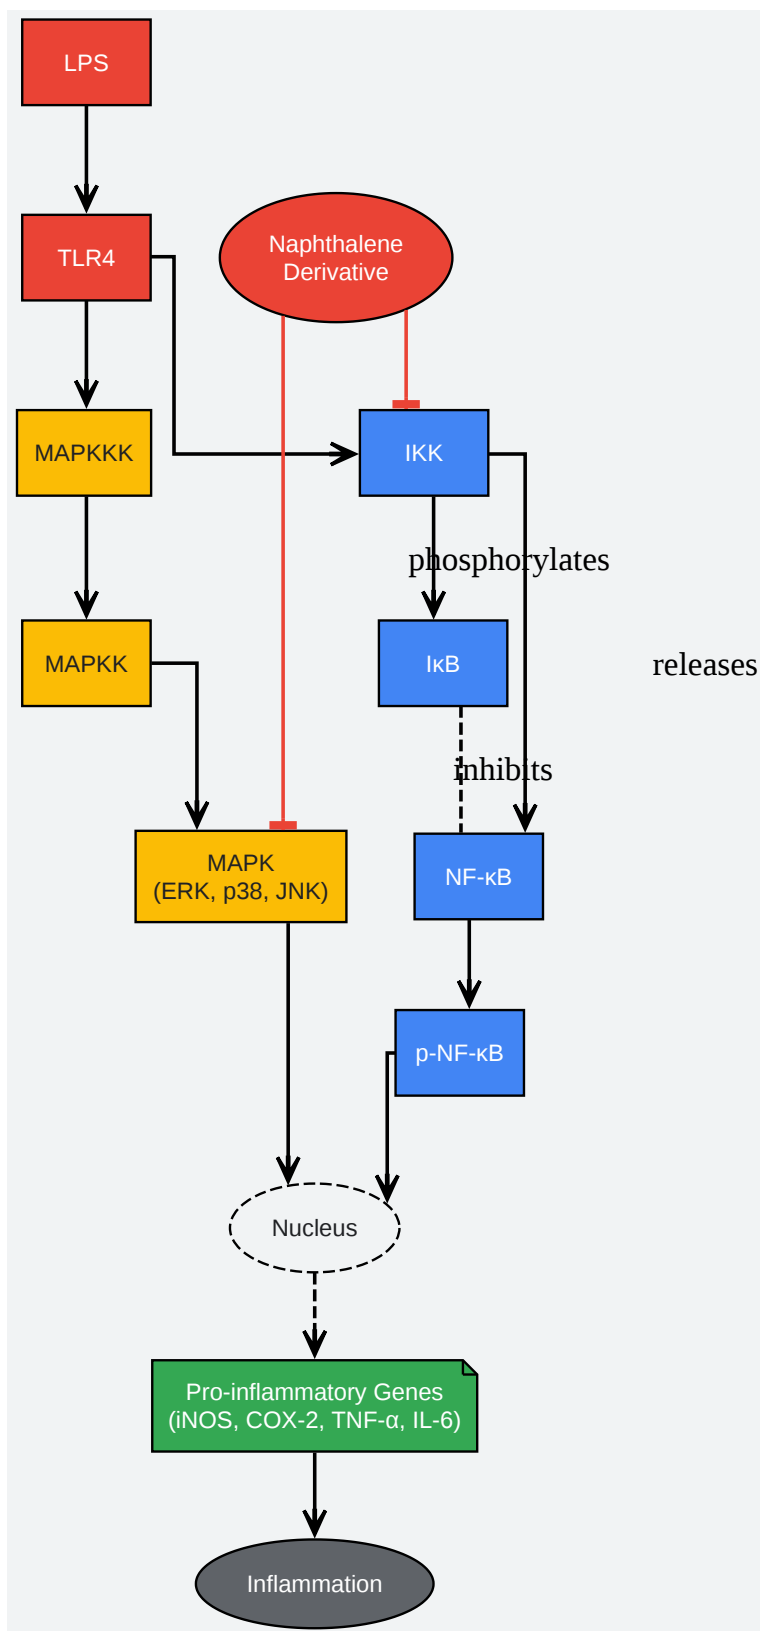 LPS
TLR4
Naphthalene
Derivative
MAPKKK
IKK
phosphorylates
MAPKK
IκB
releases
inhibits
MAPK
(ERK, p38, JNK)
NF-κB
p-NF-κB
Nucleus
Pro-inflammatory Genes
(iNOS, COX-2, TNF-α, IL-6)
Inflammation